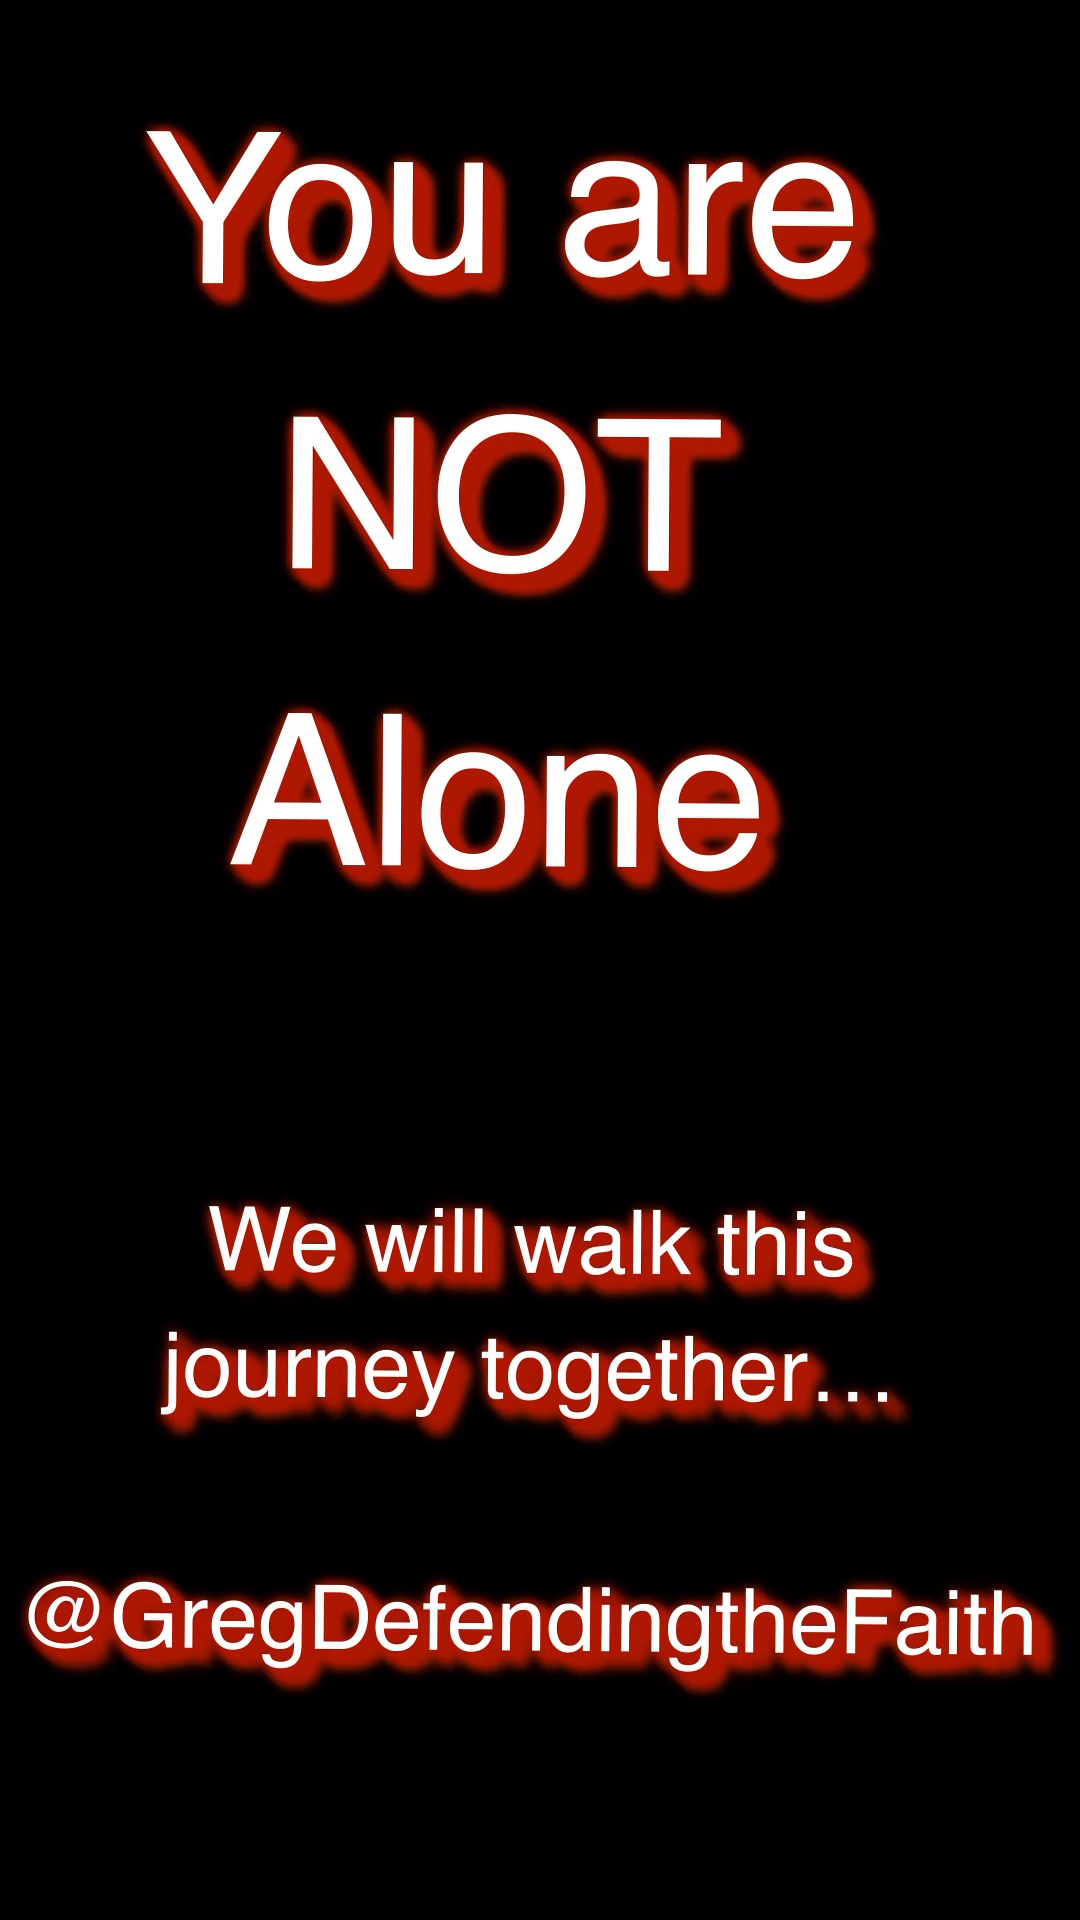 You are
NOT
Alone
We will walk this
journey together...
@GregDefendingtheFaith